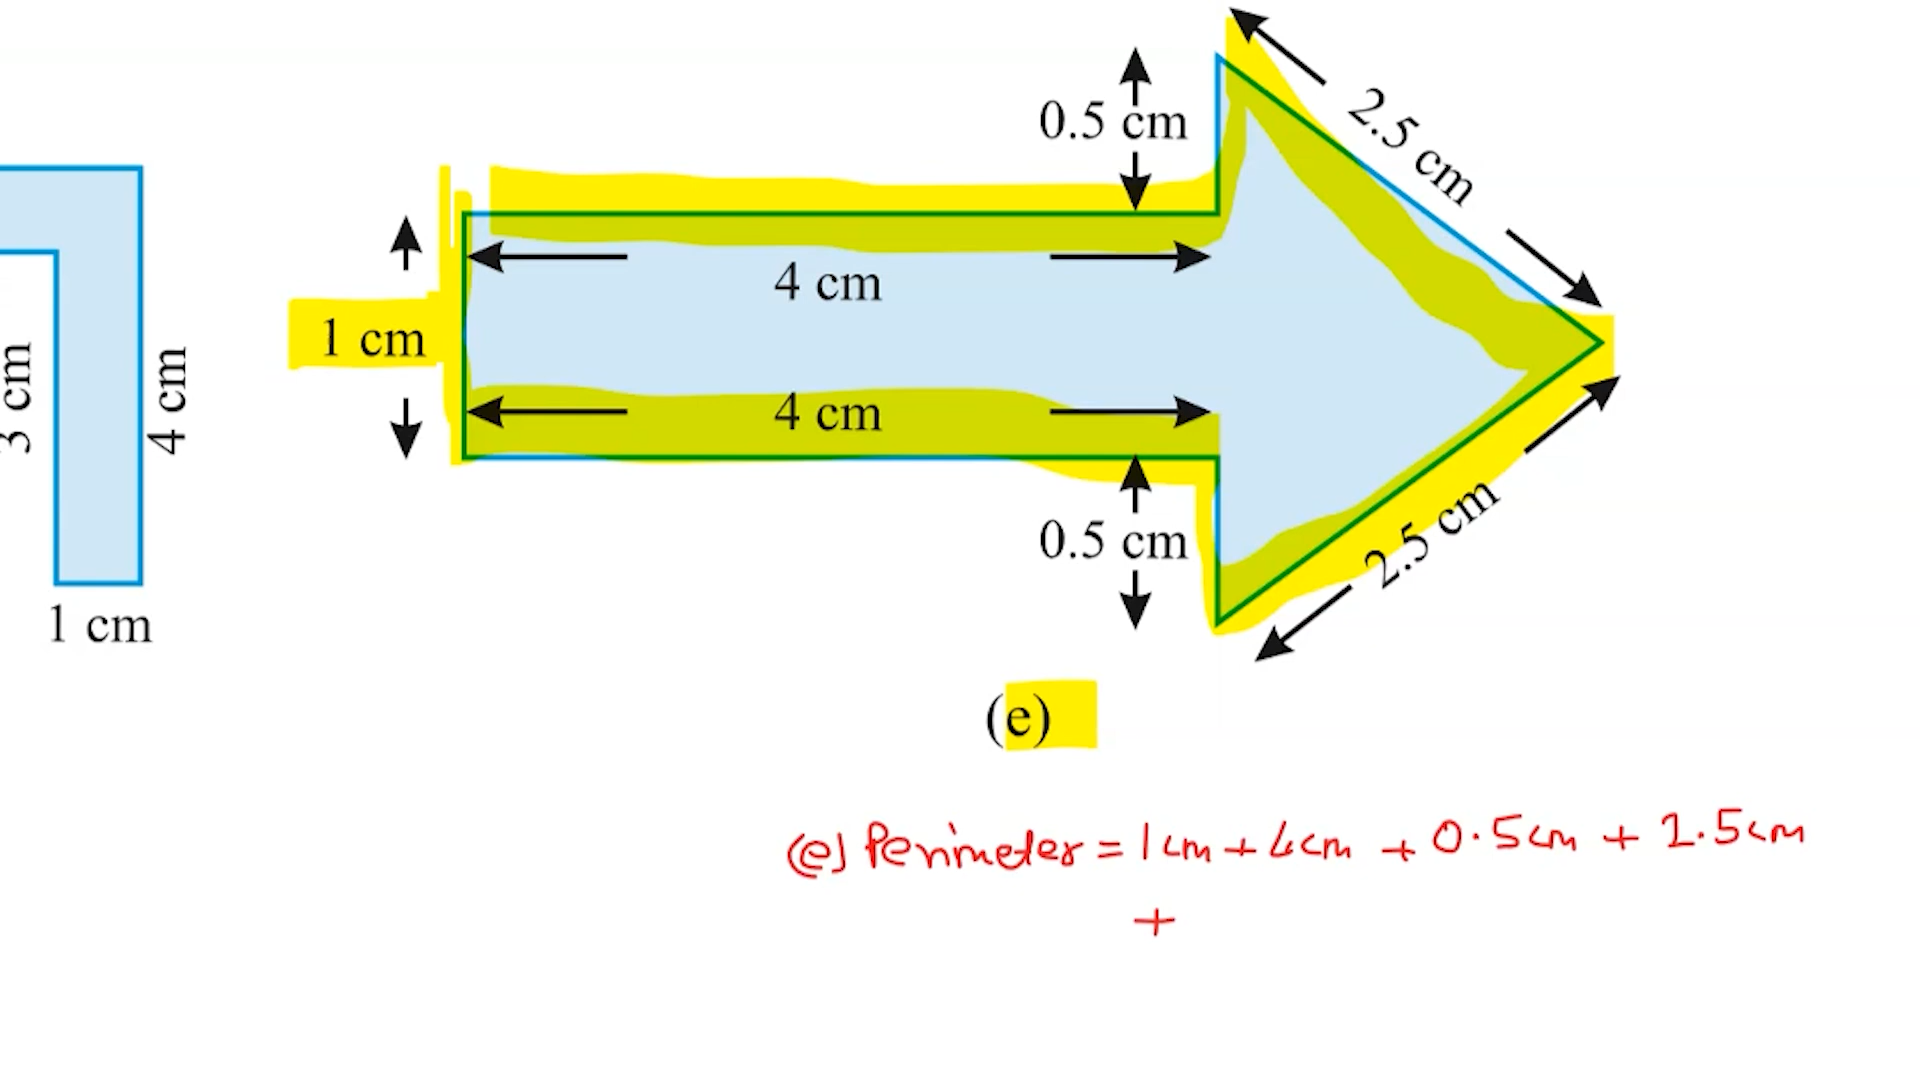 0.5 cm
2.5 cm
4 cm
1 cm
3 cm
4 cm
4 cm
0.5 cm
2.5 cm
1 cm
(e)
(e) Perimeter = 1cm + 4cm + 0.5cm + 2.5cm
+